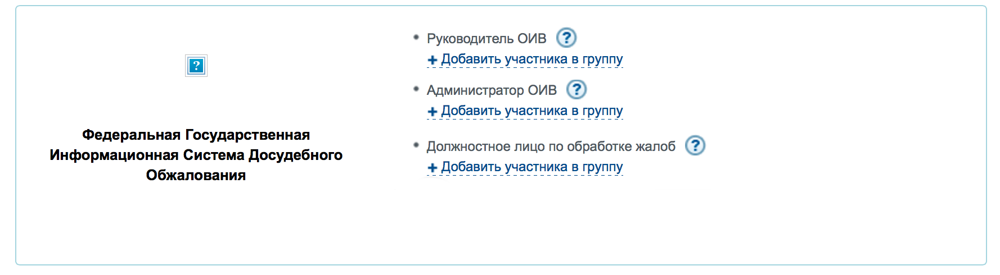 ?
Федеральная Государственная
Информационная Система Досудебного
Обжалования
• Руководитель ОИВ ?
+ Добавить участника в группу
• Администратор ОИВ ?
+ Добавить участника в группу
• Должностное лицо по обработке жалоб ?
+ Добавить участника в группу